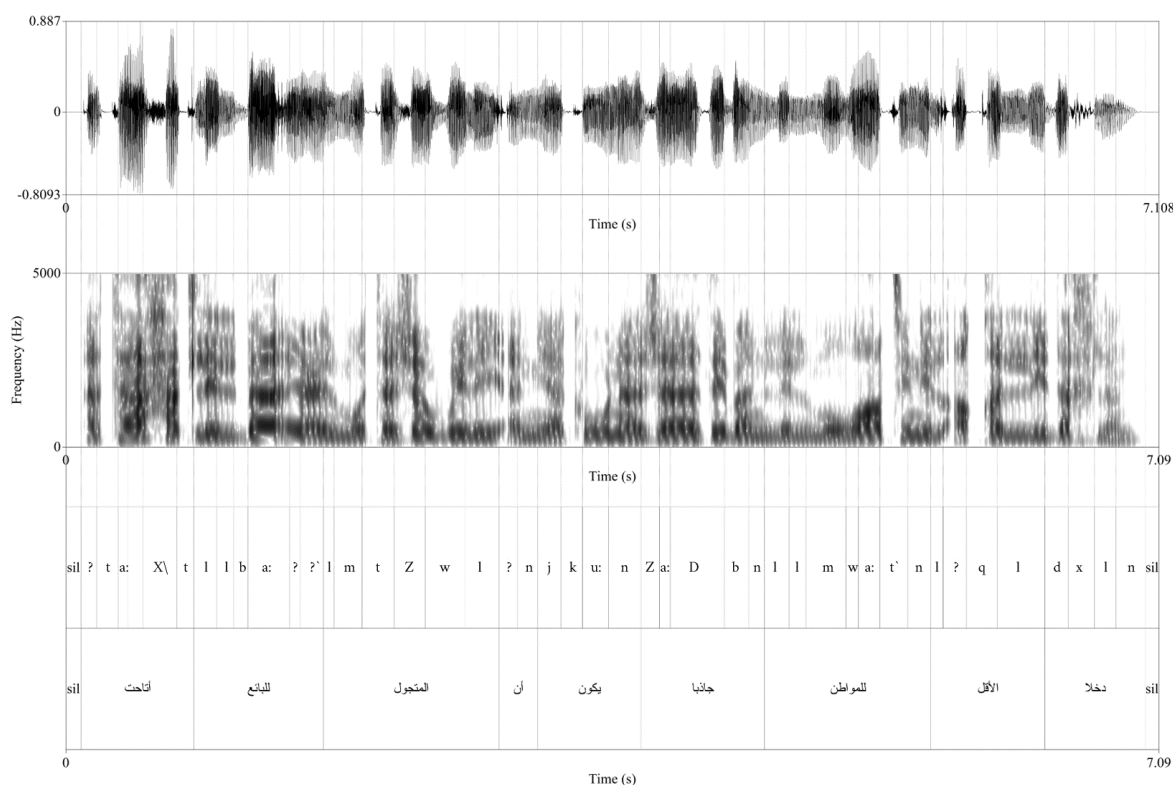 0.887
0
-0.8093
0 7.108
Time (s)
5000
Frequency (Hz)
0
0 7.09
Time (s)
sil ? t a: X\ t l I b a: ? ?` l m t Z w l ? n j k u: n Z a: D b n l l m w a: t` n l ? q l d x l n sil
sil أتاحت للبائع المتجول أن يكون جاذبا للمواطن الأقل دخلا sil
0 7.09
Time (s)